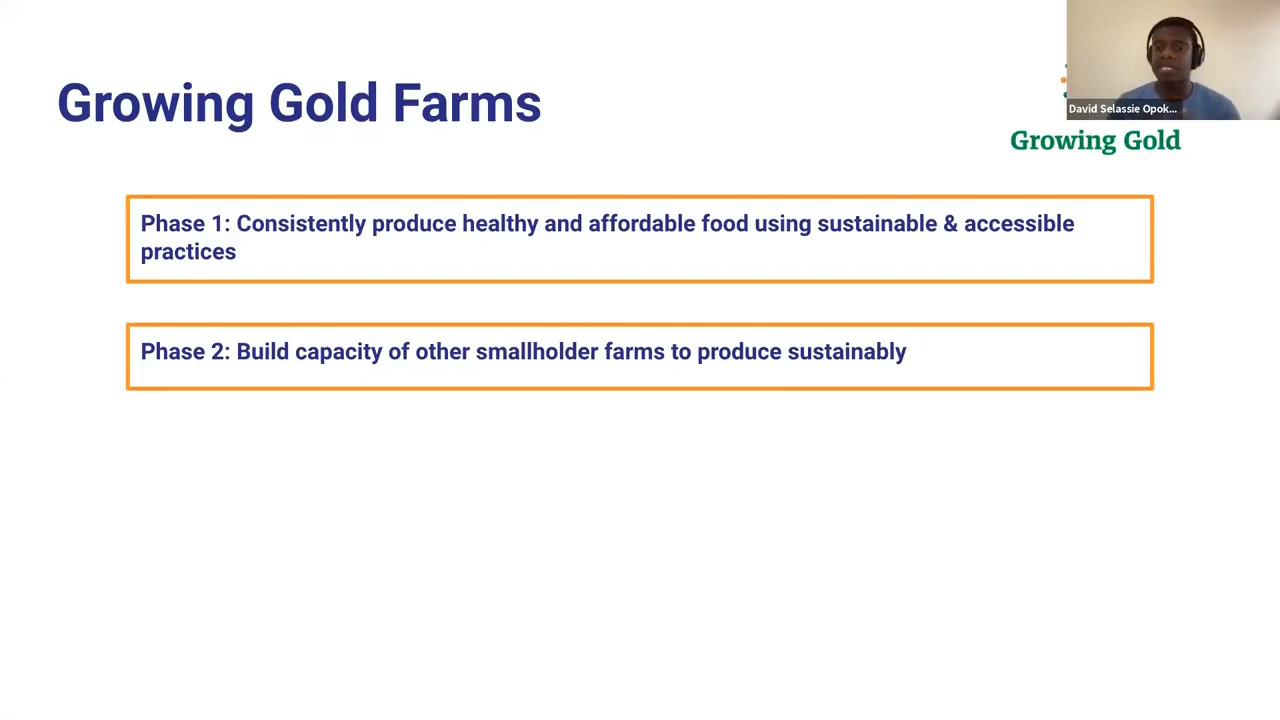 Growing Gold Farms
David Selassie Opok...
Growing Gold
Phase 1: Consistently produce healthy and affordable food using sustainable & accessible
practices
Phase 2: Build capacity of other smallholder farms to produce sustainably